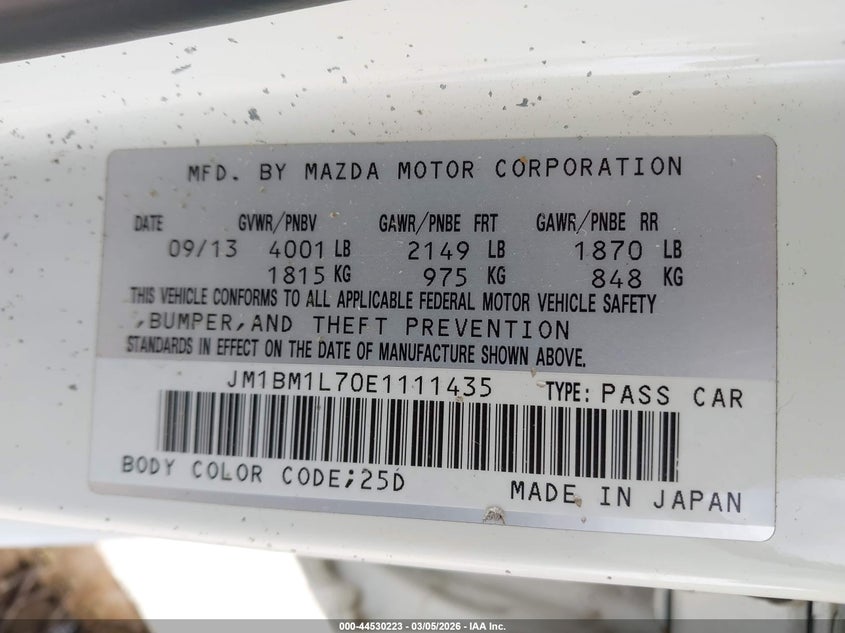 MFD. BY MAZDA MOTOR CORPORATION
DATE GVWR/PNBV GAWR/PNBE FRT GAWR/PNBE RR
09/13 4001 LB 2149 LB 1870 LB
1815 KG 975 KG 848 KG
THIS VEHICLE CONFORMS TO ALL APPLICABLE FEDERAL MOTOR VEHICLE SAFETY
,BUMPER,AND THEFT PREVENTION
STANDARDS IN EFFECT ON THE DATE OF MANUFACTURE SHOWN ABOVE.
JM1BM1L70E1111435 TYPE: PASS CAR
BODY COLOR CODE;25D MADE IN JAPAN
000-44530223 - 03/05/2026 - IAA Inc.